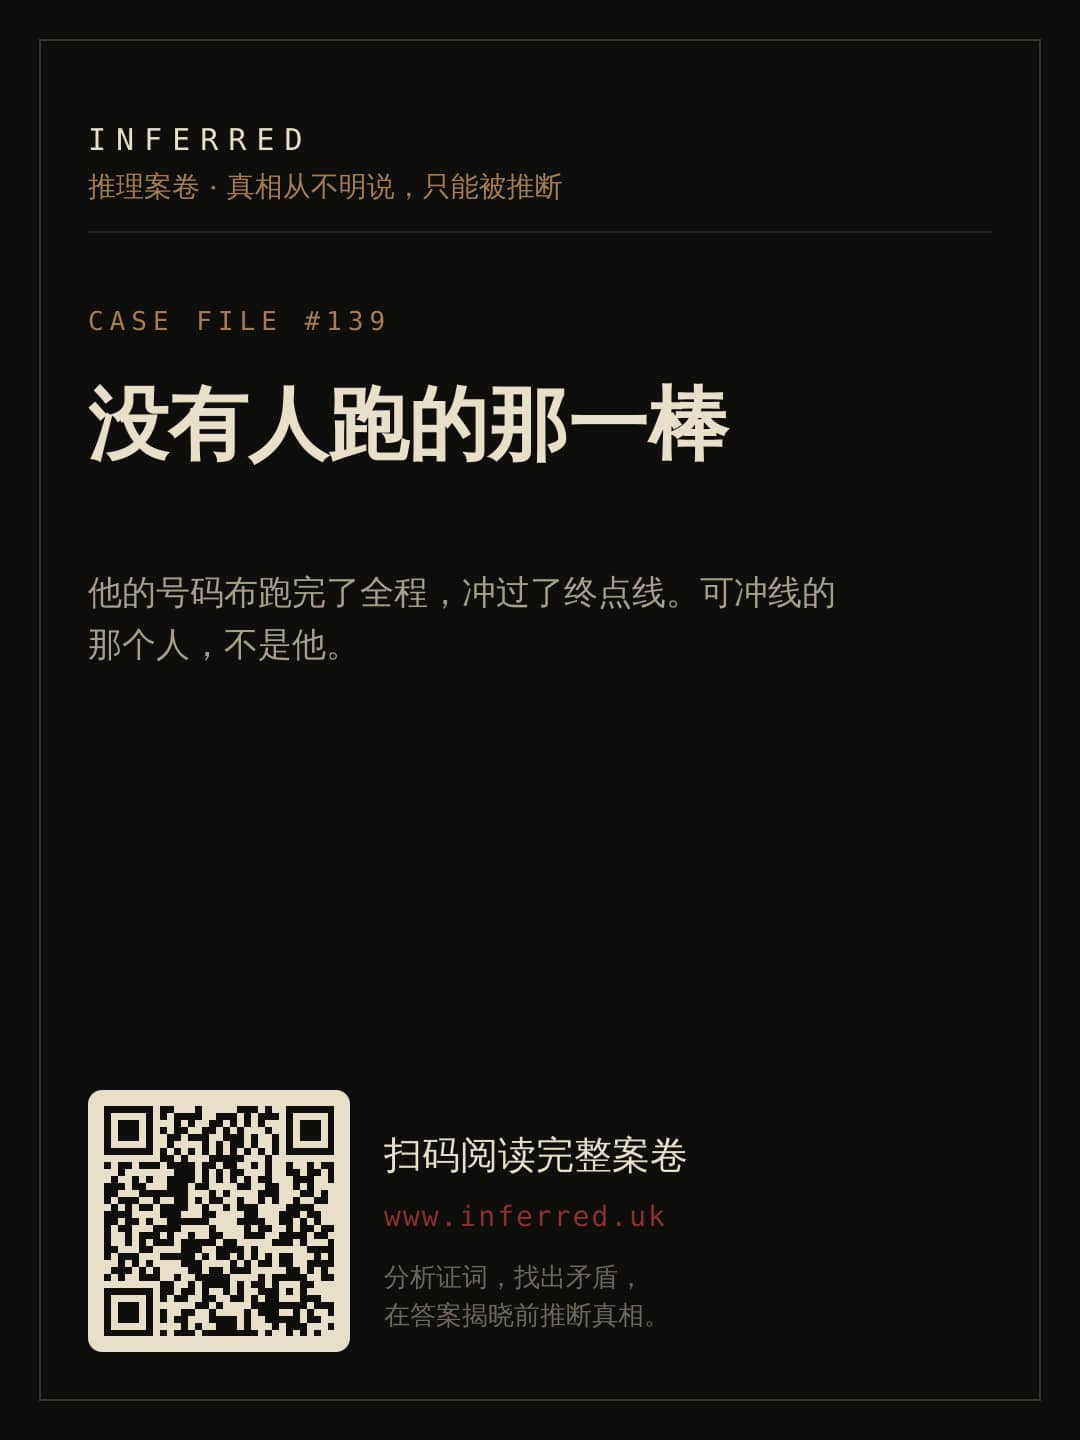 INFERRED
推理案卷 · 真相从不明说，只能被推断
CASE FILE #139
没有人跑的那一棒
他的号码布跑完了全程，冲过了终点线。可冲线的
那个人，不是他。
扫码阅读完整案卷
www.inferred.uk
分析证词，找出矛盾，
在答案揭晓前推断真相。